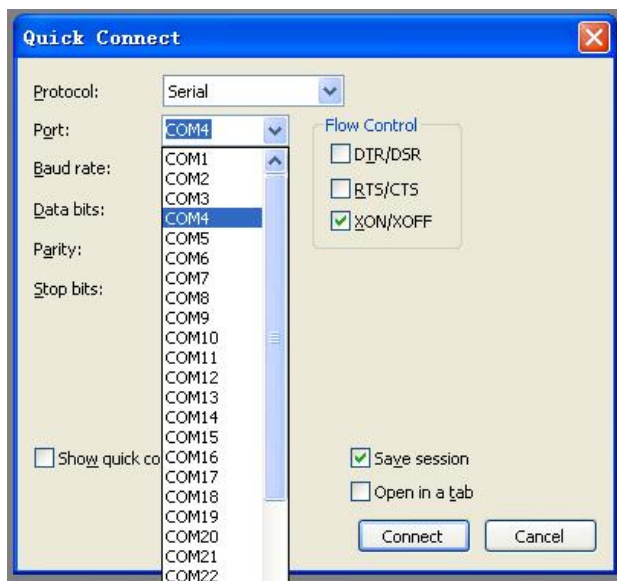 Quick Connect
Protocol:
Serial
Port:
COM4
Baud rate:
Data bits:
Parity:
Stop bits:
COM1
COM2
COM3
COM4
COM5
COM6
COM7
COM8
COM9
COM10
COM11
COM12
COM13
COM14
COM15
COM16
COM17
COM18
COM19
COM20
COM21
COM22
Flow Control
DTR/DSR
RTS/CTS
XON/XOFF
Show quick co
Save session
Open in a tab
Connect
Cancel